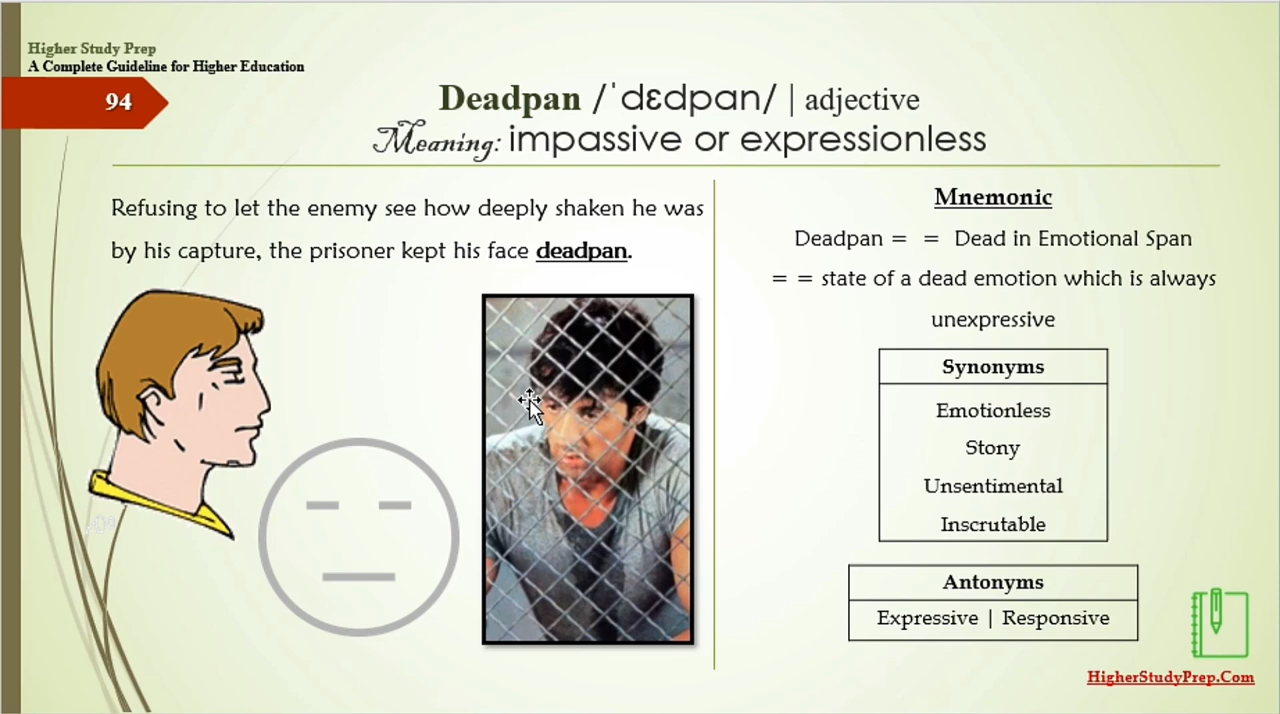 Higher Study Prep
A Complete Guideline for Higher Education
94
Deadpan /ˈdɛdpan/ | adjective
Meaning: impassive or expressionless
Refusing to let the enemy see how deeply shaken he was
by his capture, the prisoner kept his face deadpan.
Mnemonic
Deadpan = = Dead in Emotional Span
= = state of a dead emotion which is always
unexpressive
Synonyms
Emotionless
Stony
Unsentimental
Inscrutable
Antonyms
Expressive | Responsive
HigherStudyPrep.Com